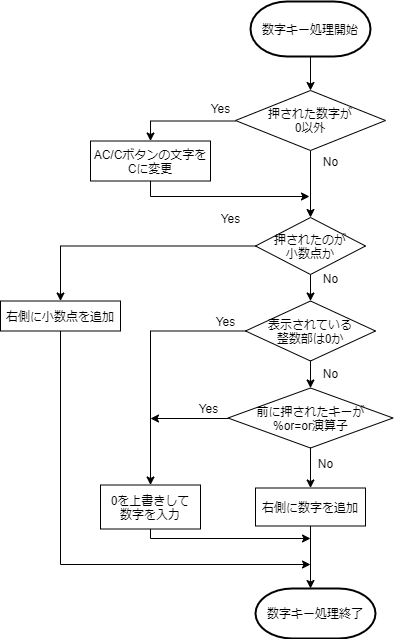 数字キー処理開始
押された数字が
0以外
Yes
No
AC/Cボタンの文字を
Cに変更
Yes
押されたのが
小数点か
No
右側に小数点を追加
Yes
表示されている
整数部は0か
No
Yes
前に押されたキーが
%or=or演算子
No
0を上書きして
数字を入力
右側に数字を追加
数字キー処理終了